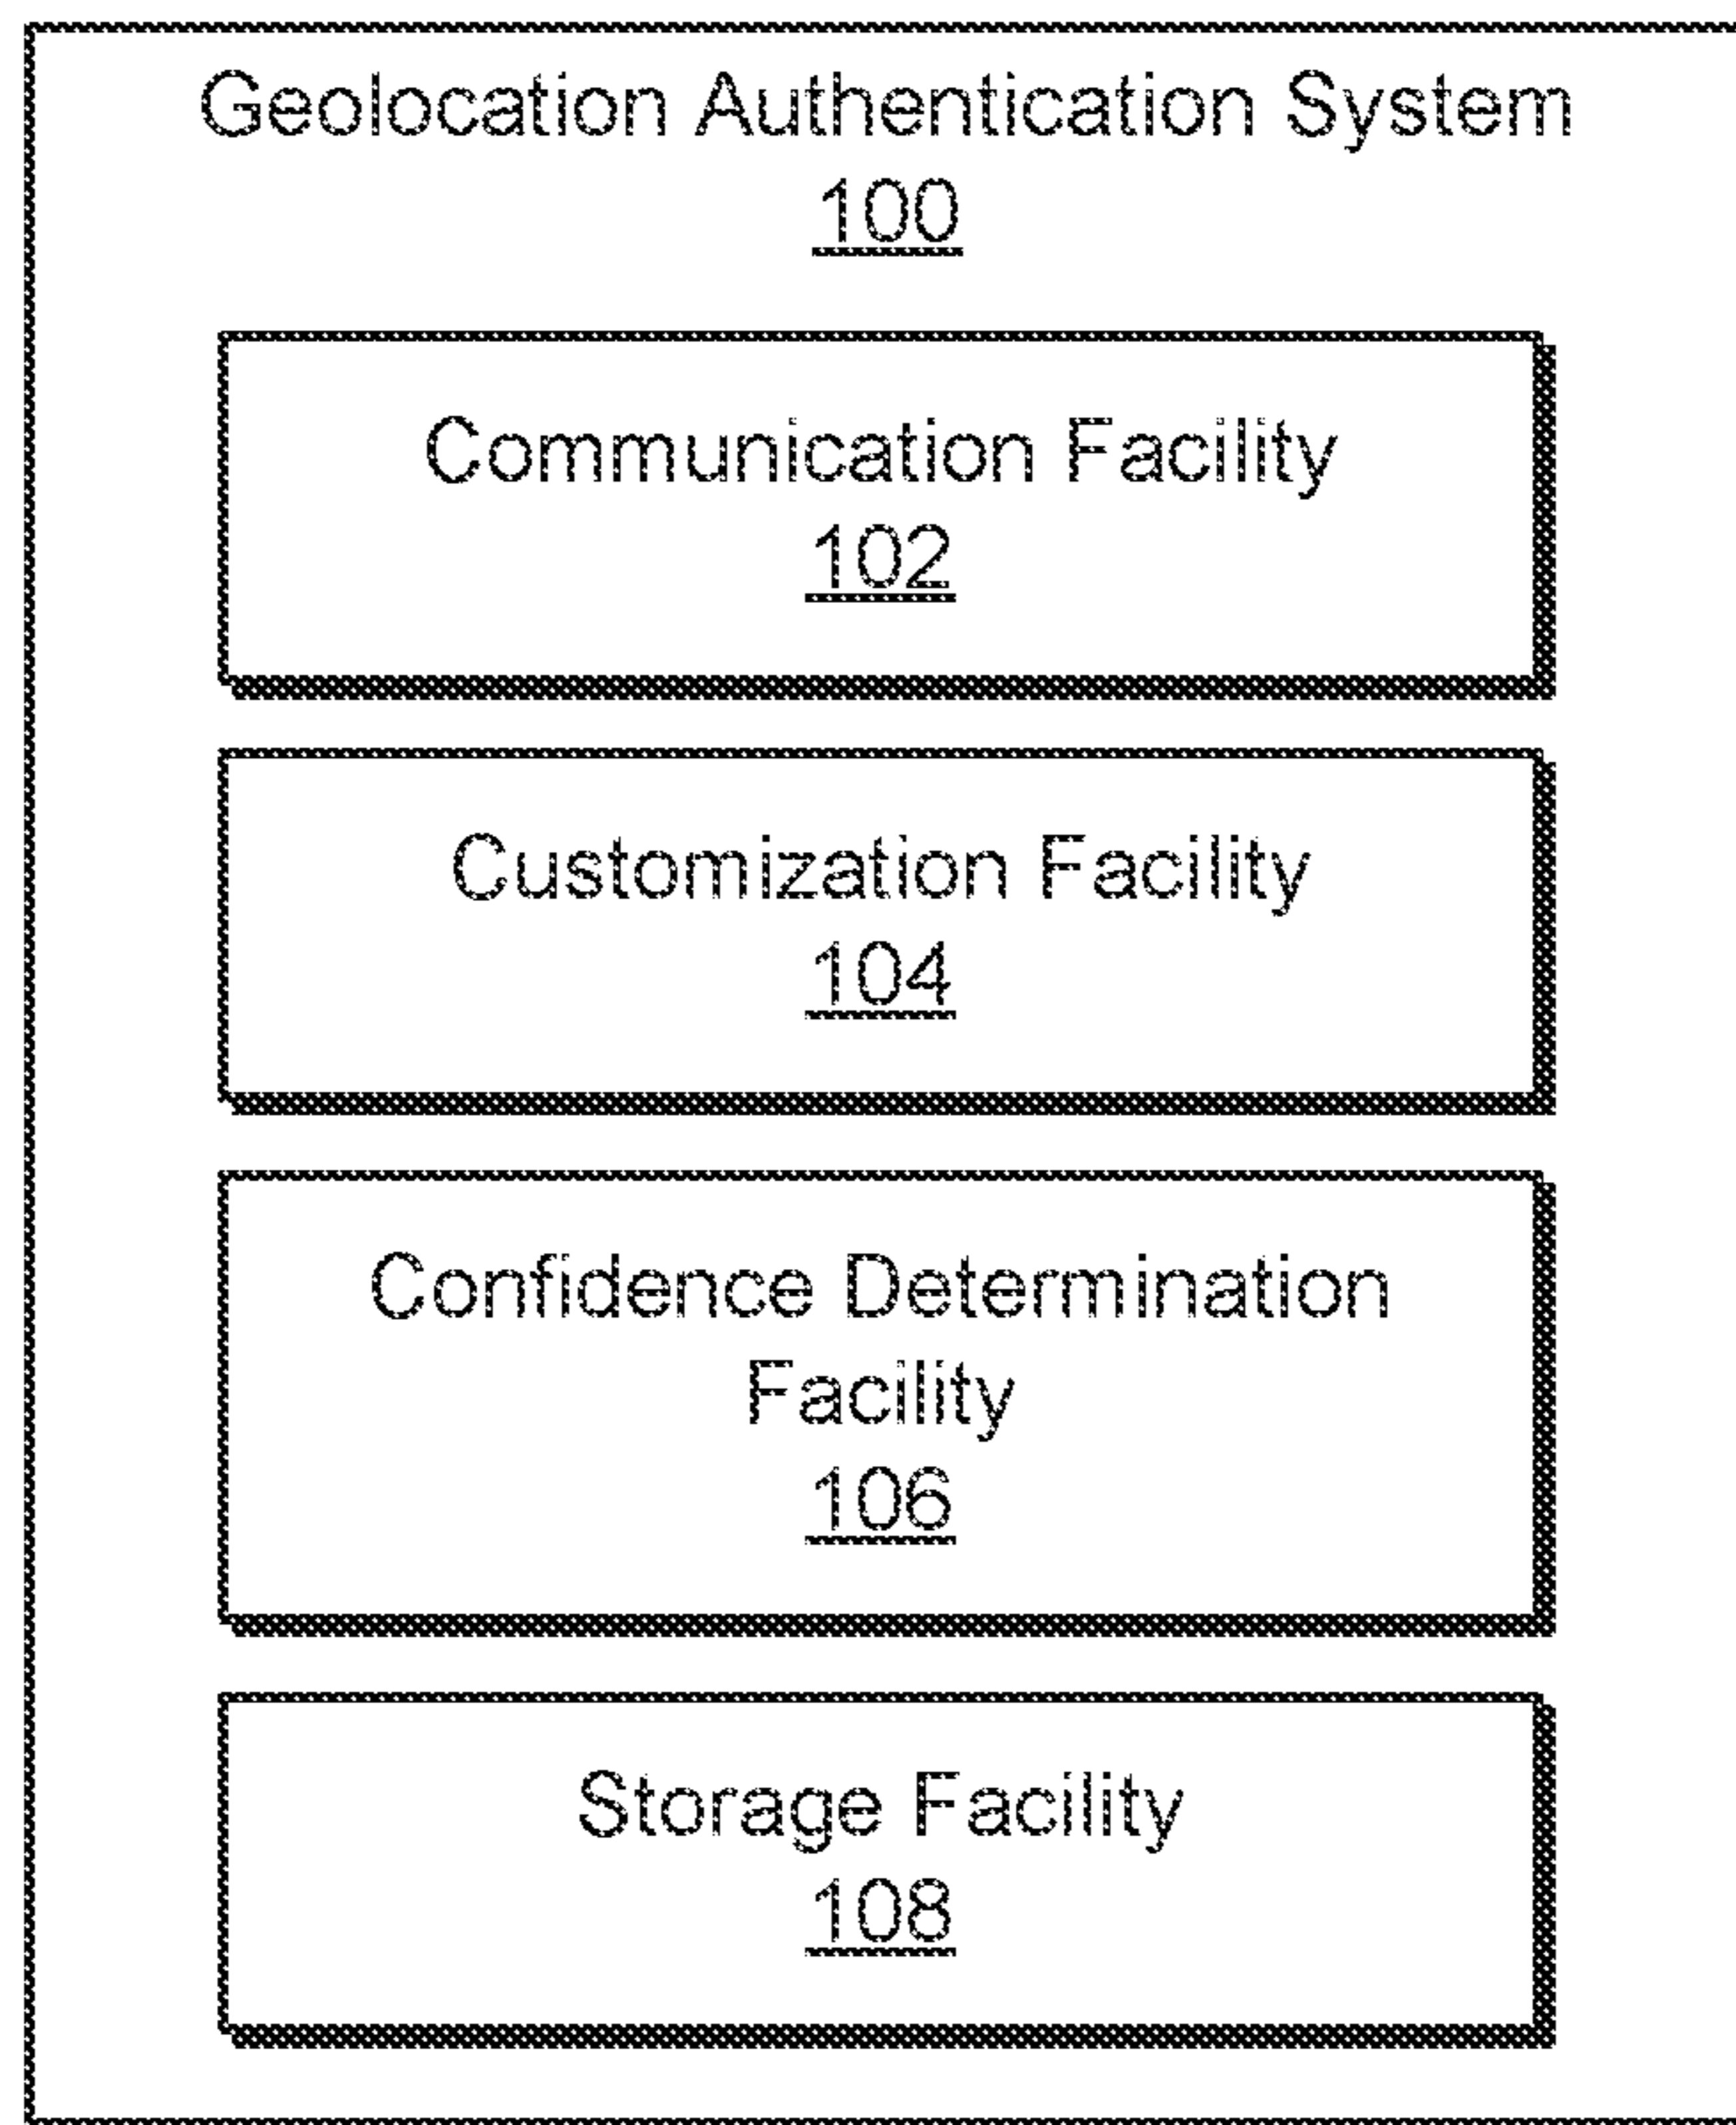 Geolocation Authentication System
100
Communication Facility
102
Customization Facility
104
Confidence Determination
Facility
106
Storage Facility
108